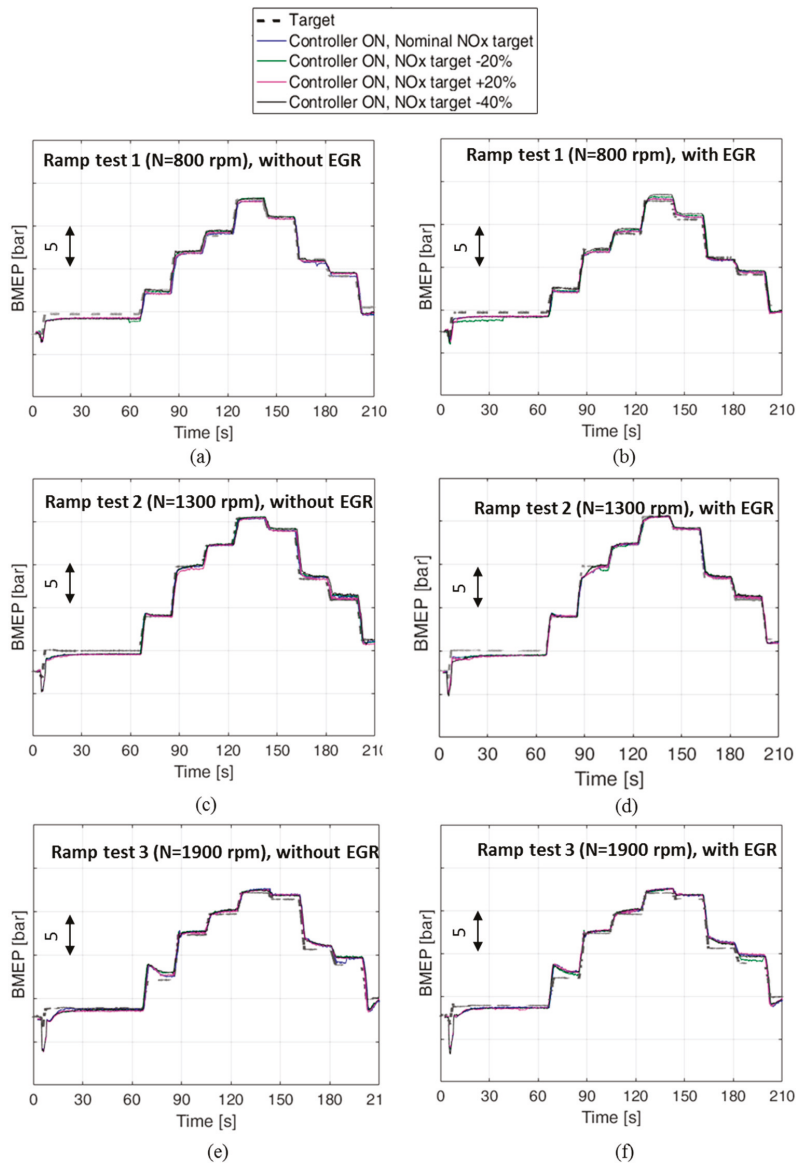 Target
Controller ON, Nominal NOx target
Controller ON, NOx target -20%
Controller ON, NOx target +20%
Controller ON, NOx target -40%
Ramp test 1 (N=800 rpm), without EGR
5
BMEP [bar]
0 30 60 90 120 150 180 210
Time [s]
(a)
Ramp test 1 (N=800 rpm), with EGR
5
BMEP [bar]
0 30 60 90 120 150 180 210
Time [s]
(b)
Ramp test 2 (N=1300 rpm), without EGR
5
BMEP [bar]
0 30 60 90 120 150 180 210
Time [s]
(c)
Ramp test 2 (N=1300 rpm), with EGR
5
BMEP [bar]
0 30 60 90 120 150 180 210
Time [s]
(d)
Ramp test 3 (N=1900 rpm), without EGR
5
BMEP [bar]
0 30 60 90 120 150 180 210
Time [s]
(e)
Ramp test 3 (N=1900 rpm), with EGR
5
BMEP [bar]
0 30 60 90 120 150 180 210
Time [s]
(f)